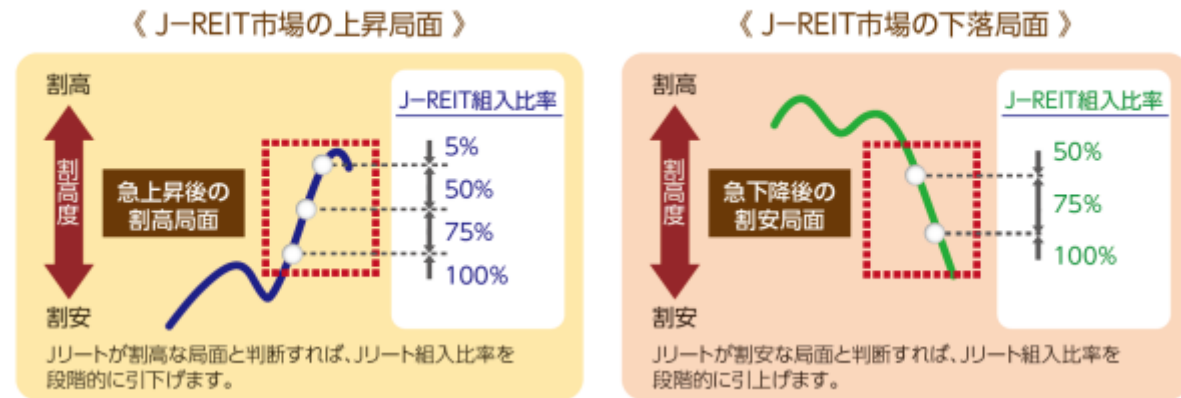 《 J−REIT市場の上昇局面 》
割高
割高度
割安
急上昇後の
割高局面
J−REIT組入比率
5%
50%
75%
100%
Jリートが割高な局面と判断すれば、Jリート組入比率を
段階的に引下げます。
《 J−REIT市場の下落局面 》
割高
割高度
割安
急下降後の
割安局面
J−REIT組入比率
50%
75%
100%
Jリートが割安な局面と判断すれば、Jリート組入比率を
段階的に引上げます。